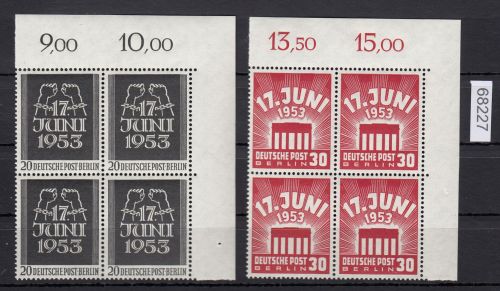 9,00 10,00
17.
JUNI
1953
20 DEUTSCHE POST·BERLIN
17.
JUNI
1953
20 DEUTSCHE POST·BERLIN
17.
JUNI
1953
20 DEUTSCHE POST·BERLIN
17.
JUNI
1953
20 DEUTSCHE POST·BERLIN
13,50 15,00
17. JUNI
1953
DEUTSCHE POST
BERLIN 30
17. JUNI
1953
DEUTSCHE POST
BERLIN 30
17. JUNI
1953
DEUTSCHE POST
BERLIN 30
17. JUNI
1953
DEUTSCHE POST
BERLIN 30
68227